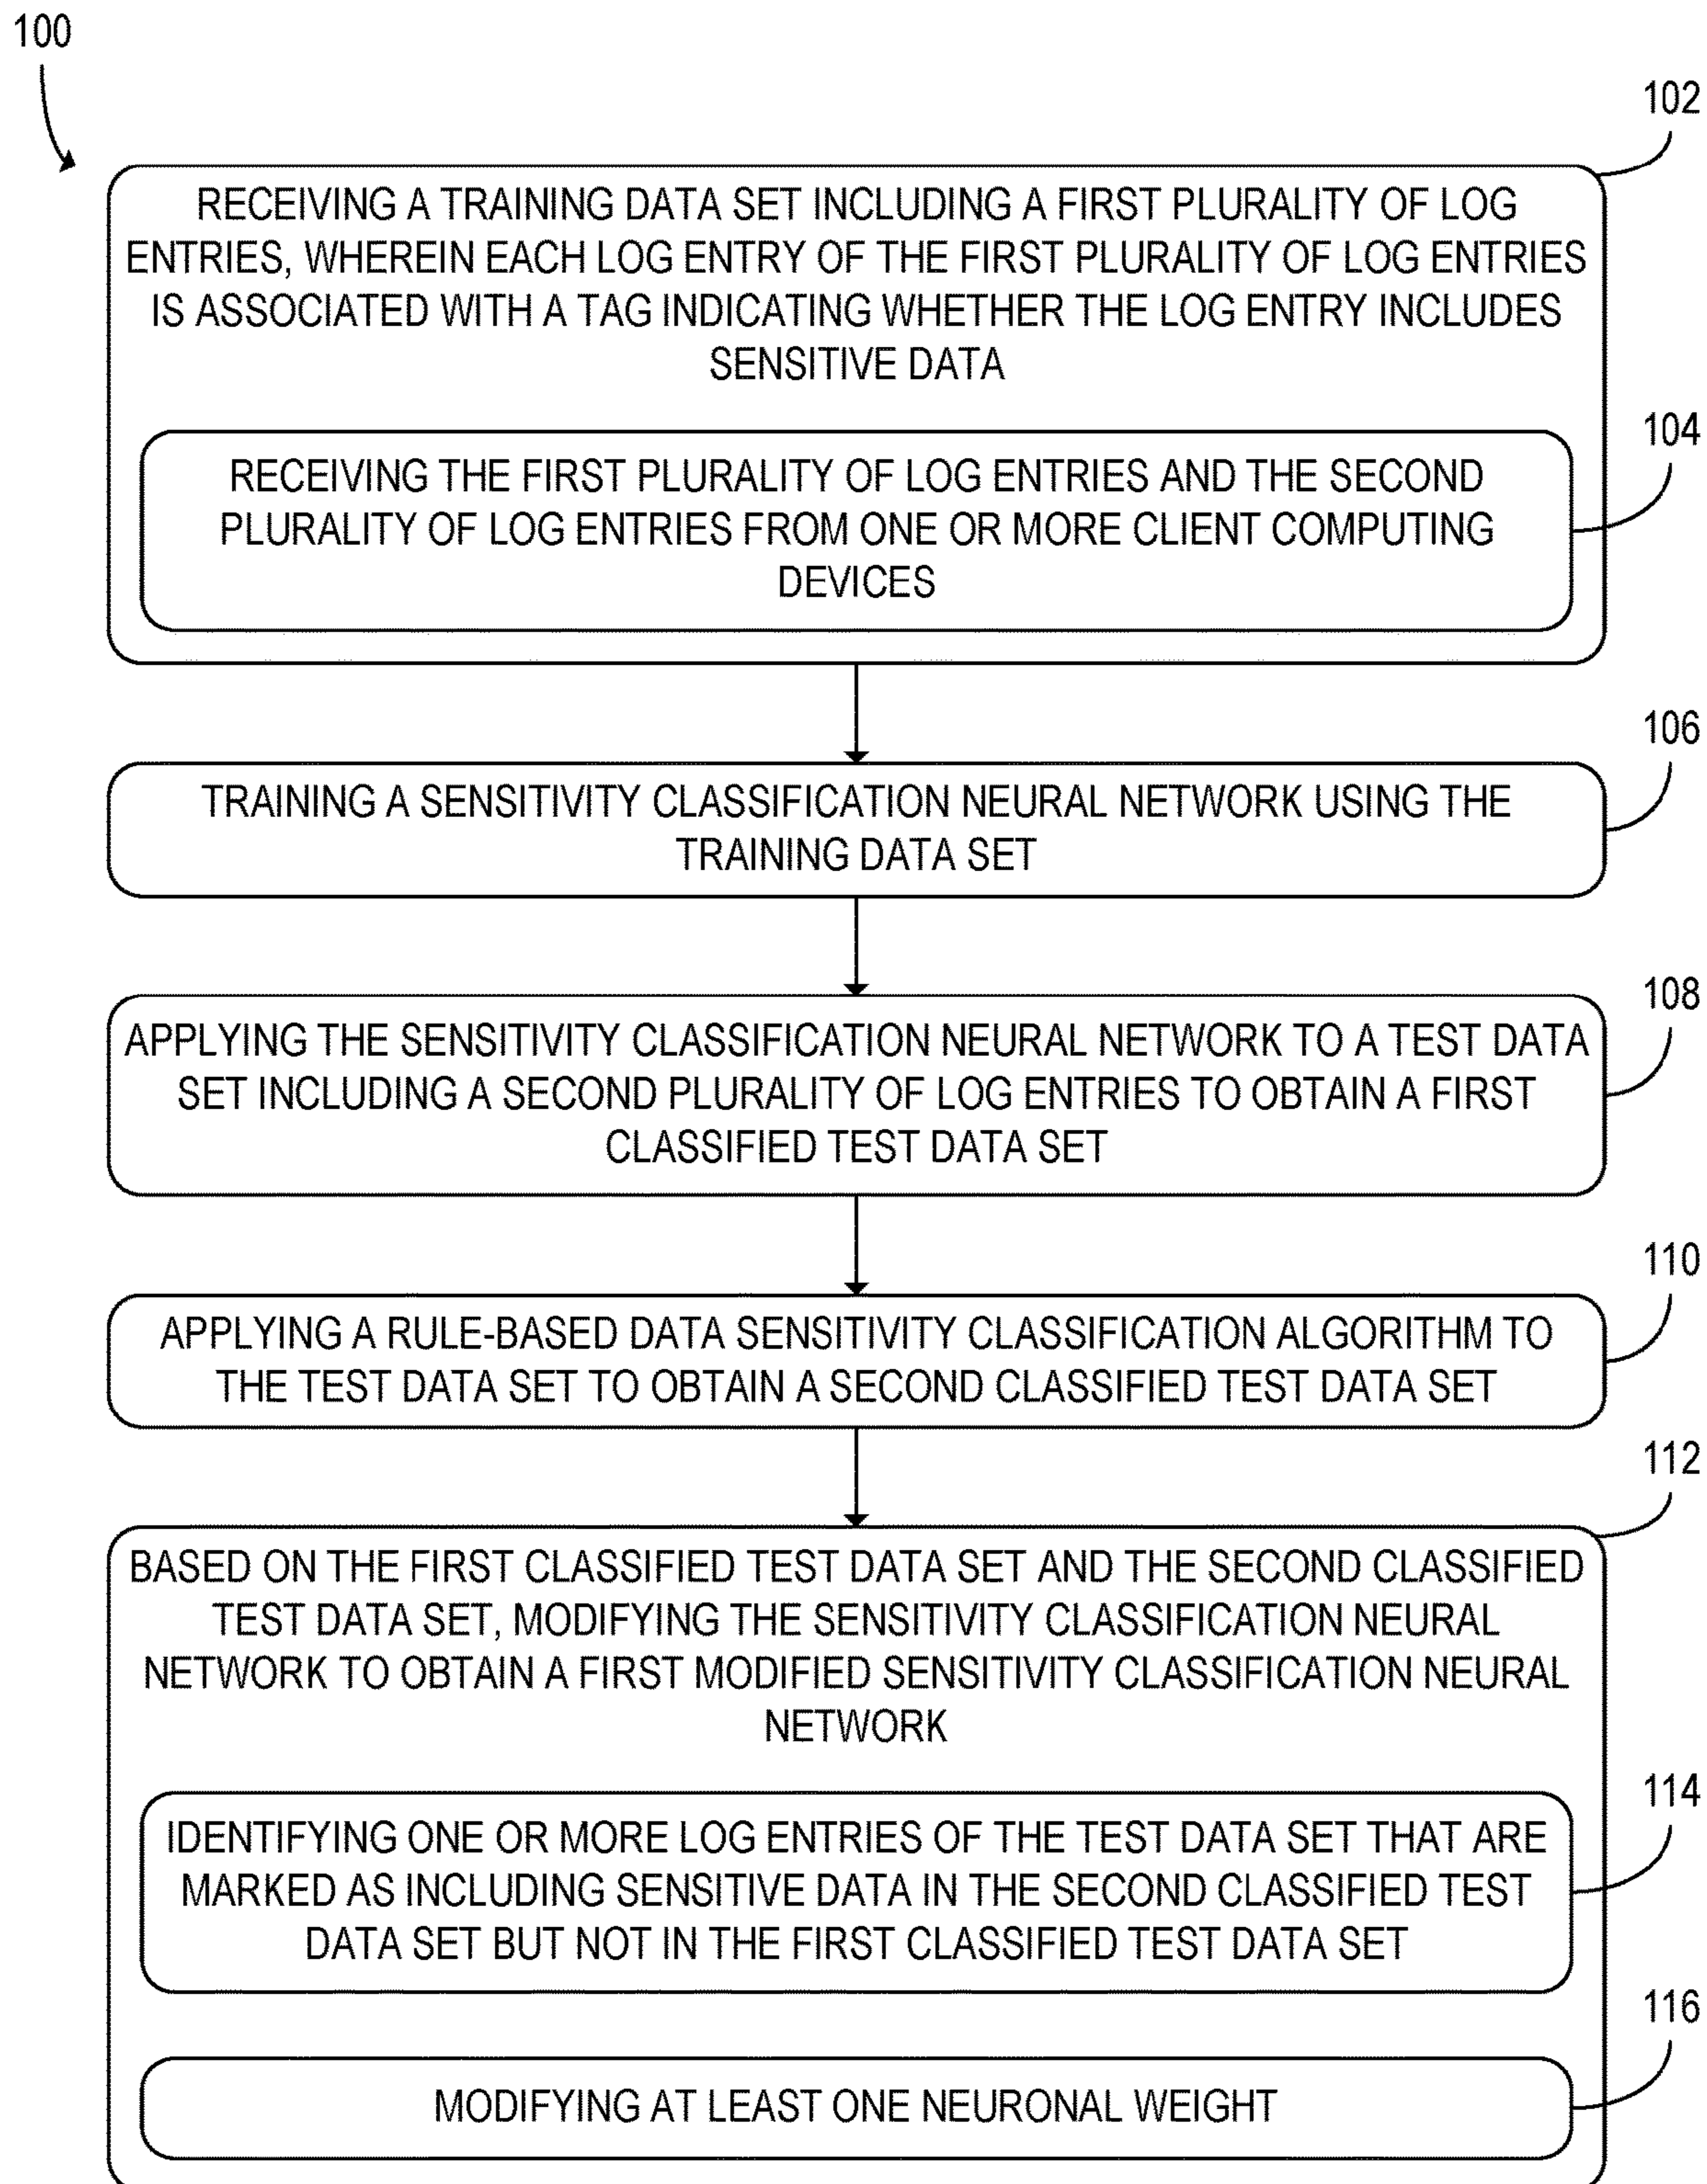 100
102
RECEIVING A TRAINING DATA SET INCLUDING A FIRST PLURALITY OF LOG
ENTRIES, WHEREIN EACH LOG ENTRY OF THE FIRST PLURALITY OF LOG ENTRIES
IS ASSOCIATED WITH A TAG INDICATING WHETHER THE LOG ENTRY INCLUDES
SENSITIVE DATA
104
RECEIVING THE FIRST PLURALITY OF LOG ENTRIES AND THE SECOND
PLURALITY OF LOG ENTRIES FROM ONE OR MORE CLIENT COMPUTING
DEVICES
106
TRAINING A SENSITIVITY CLASSIFICATION NEURAL NETWORK USING THE
TRAINING DATA SET
108
APPLYING THE SENSITIVITY CLASSIFICATION NEURAL NETWORK TO A TEST DATA
SET INCLUDING A SECOND PLURALITY OF LOG ENTRIES TO OBTAIN A FIRST
CLASSIFIED TEST DATA SET
110
APPLYING A RULE-BASED DATA SENSITIVITY CLASSIFICATION ALGORITHM TO
THE TEST DATA SET TO OBTAIN A SECOND CLASSIFIED TEST DATA SET
112
BASED ON THE FIRST CLASSIFIED TEST DATA SET AND THE SECOND CLASSIFIED
TEST DATA SET, MODIFYING THE SENSITIVITY CLASSIFICATION NEURAL
NETWORK TO OBTAIN A FIRST MODIFIED SENSITIVITY CLASSIFICATION NEURAL
NETWORK
114
IDENTIFYING ONE OR MORE LOG ENTRIES OF THE TEST DATA SET THAT ARE
MARKED AS INCLUDING SENSITIVE DATA IN THE SECOND CLASSIFIED TEST
DATA SET BUT NOT IN THE FIRST CLASSIFIED TEST DATA SET
116
MODIFYING AT LEAST ONE NEURONAL WEIGHT